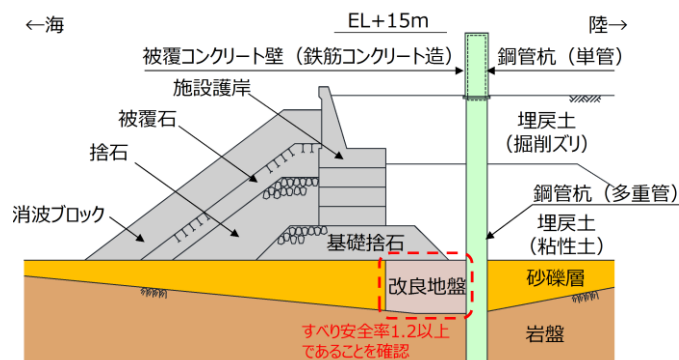 ←海
EL+15m
陸→
被覆コンクリート壁（鉄筋コンクリート造）
鋼管杭（単管）
施設護岸
被覆石
捨石
消波ブロック
埋戻土
（掘削ズリ）
鋼管杭（多重管）
埋戻土
（粘性土）
基礎捨石
改良地盤
砂礫層
すべり安全率1.2以上
であることを確認
岩盤